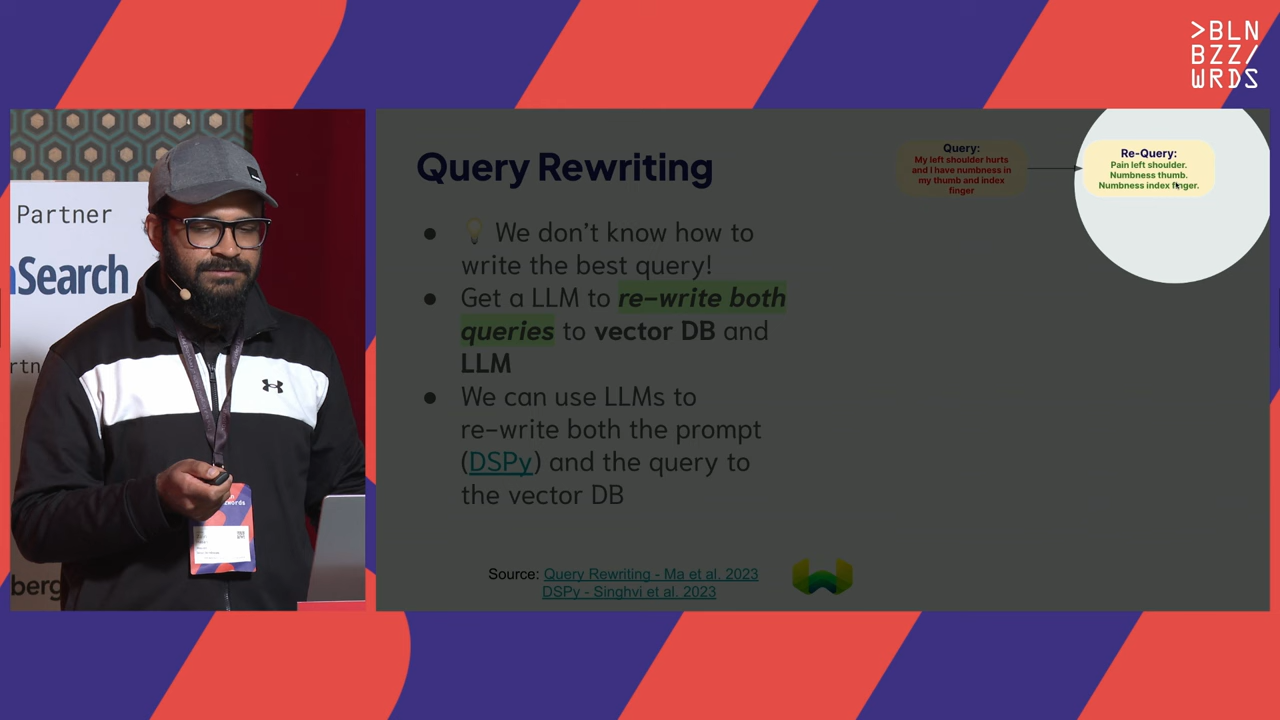 >BLN
BZZ/
WRDS
Partner
nSearch
berg
Query Rewriting
● 💡 We don’t know how to
write the best query!
● Get a LLM to re-write both
queries to vector DB and
LLM
● We can use LLMs to
re-write both the prompt
(DSPy) and the query to
the vector DB
Query:
My left shoulder hurts
and I have numbness in
my thumb and index
finger
Re-Query:
Pain left shoulder.
Numbness thumb.
Numbness index finger.
Source: Query Rewriting - Ma et al. 2023
DSPy - Singhvi et al. 2023